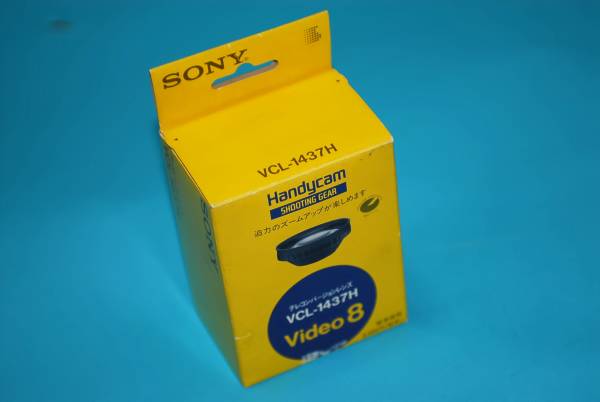 SONY
VCL-1437H
Handycam
SHOOTING GEAR
迫力のズームアップが楽しめます
テレコンバージョンレンズ
VCL-1437H
Video 8
SONY